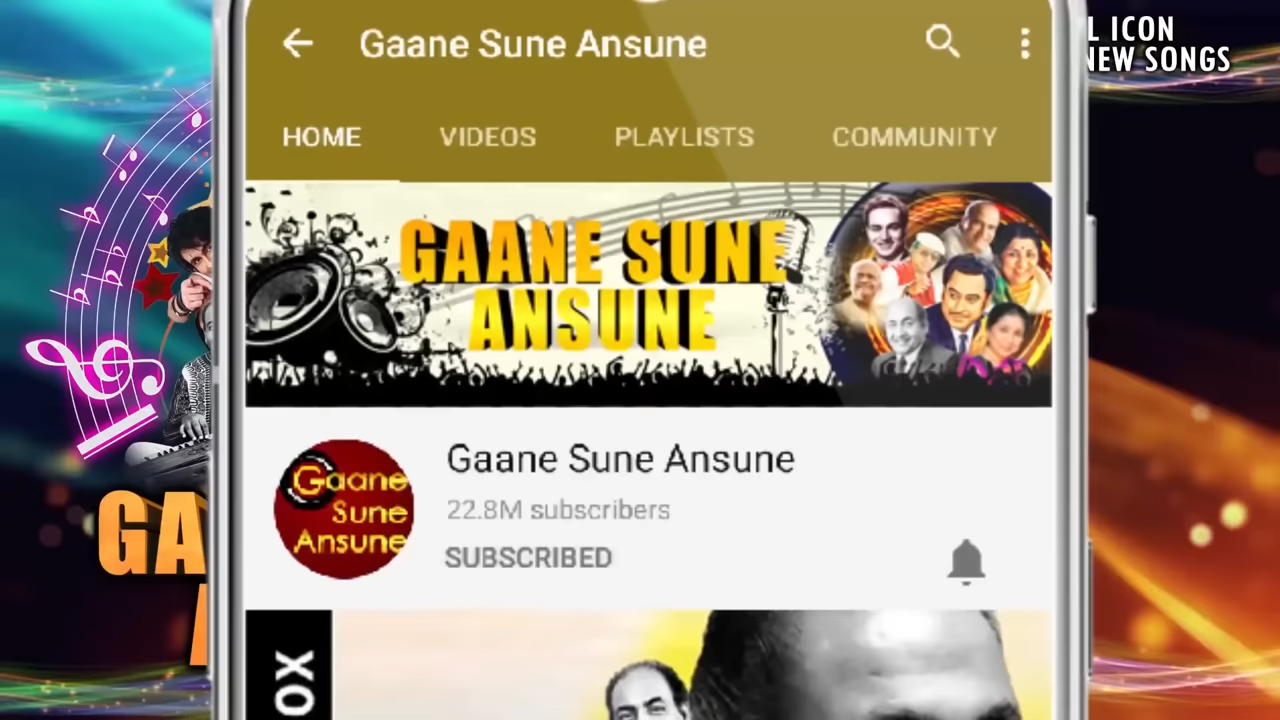 L ICON
NEW SONGS
Gaane Sune Ansune
HOME VIDEOS PLAYLISTS COMMUNITY
GAANE SUNE
ANSUNE
Gaane
Sune
Ansune
Gaane Sune Ansune
22.8M subscribers
SUBSCRIBED
GA
OX